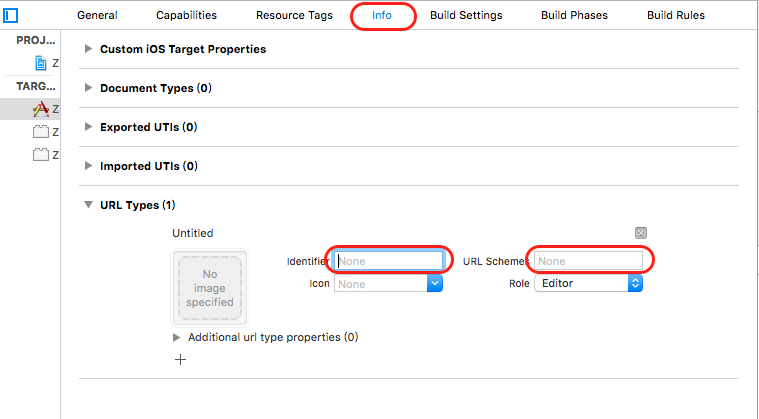 General Capabilities Resource Tags Info Build Settings Build Phases Build Rules
PROJ...
Z
TARG...
Z
Z
Z
Custom iOS Target Properties
Document Types (0)
Exported UTIs (0)
Imported UTIs (0)
URL Types (1)
Untitled
No
image
specified
Identifier None URL Schemes None
Icon None Role Editor
Additional url type properties (0)